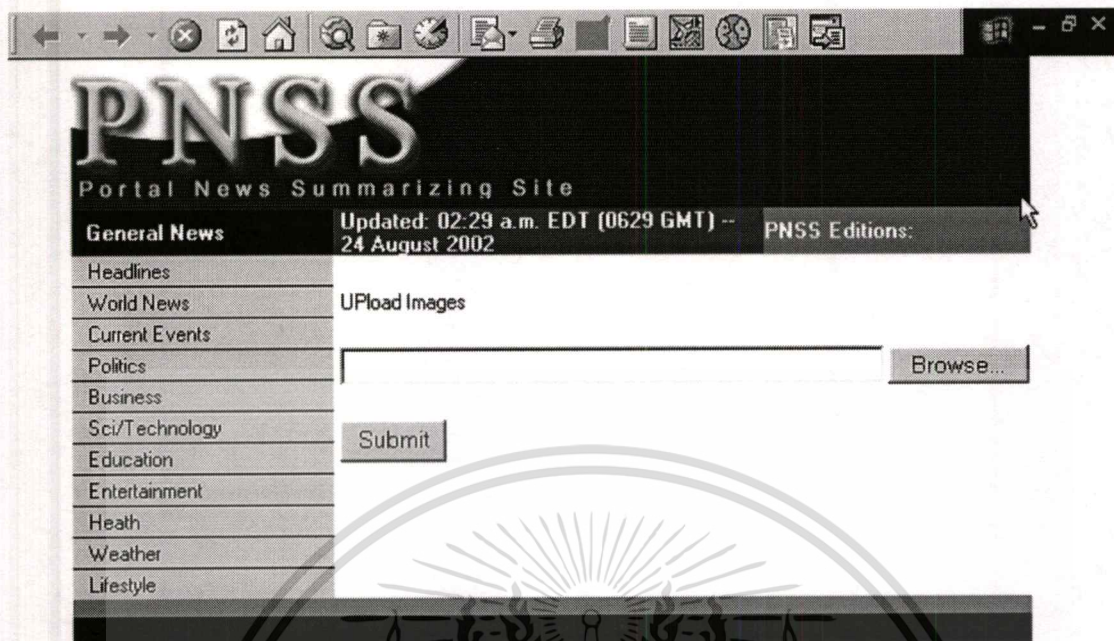 PNSS
Portal News Summarizing Site
General News
Updated: 02:29 a.m. EDT (0629 GMT) --
24 August 2002
PNSS Editions:
Headlines
World News
Current Events
Politics
Business
Sci/Technology
Education
Entertainment
Heath
Weather
Lifestyle
UPload Images
Browse...
Submit